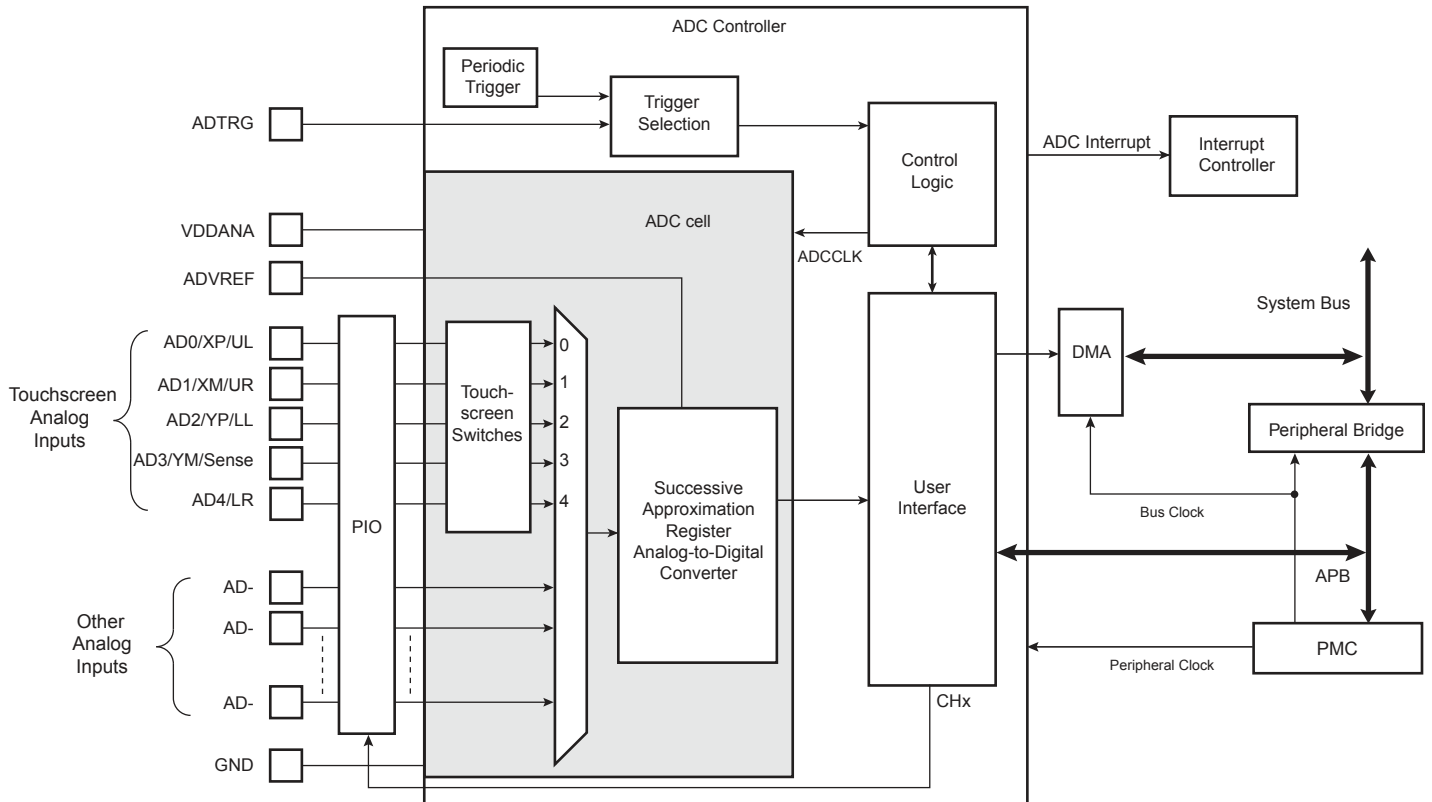 ADC Controller
Periodic
Trigger
Trigger
Selection
ADTRG
Control
Logic
ADC Interrupt
Interrupt
Controller
VDDANA
ADC cell
ADCCLK
ADVREF
System Bus
Touchscreen
Analog
Inputs
AD0/XP/UL
AD1/XM/UR
AD2/YP/LL
AD3/YM/Sense
AD4/LR
PIO
Touch-
screen
Switches
0
1
2
3
4
Successive
Approximation
Register
Analog-to-Digital
Converter
User
Interface
DMA
Peripheral Bridge
Bus Clock
APB
Other
Analog
Inputs
AD-
AD-
AD-
PMC
Peripheral Clock
CHx
GND